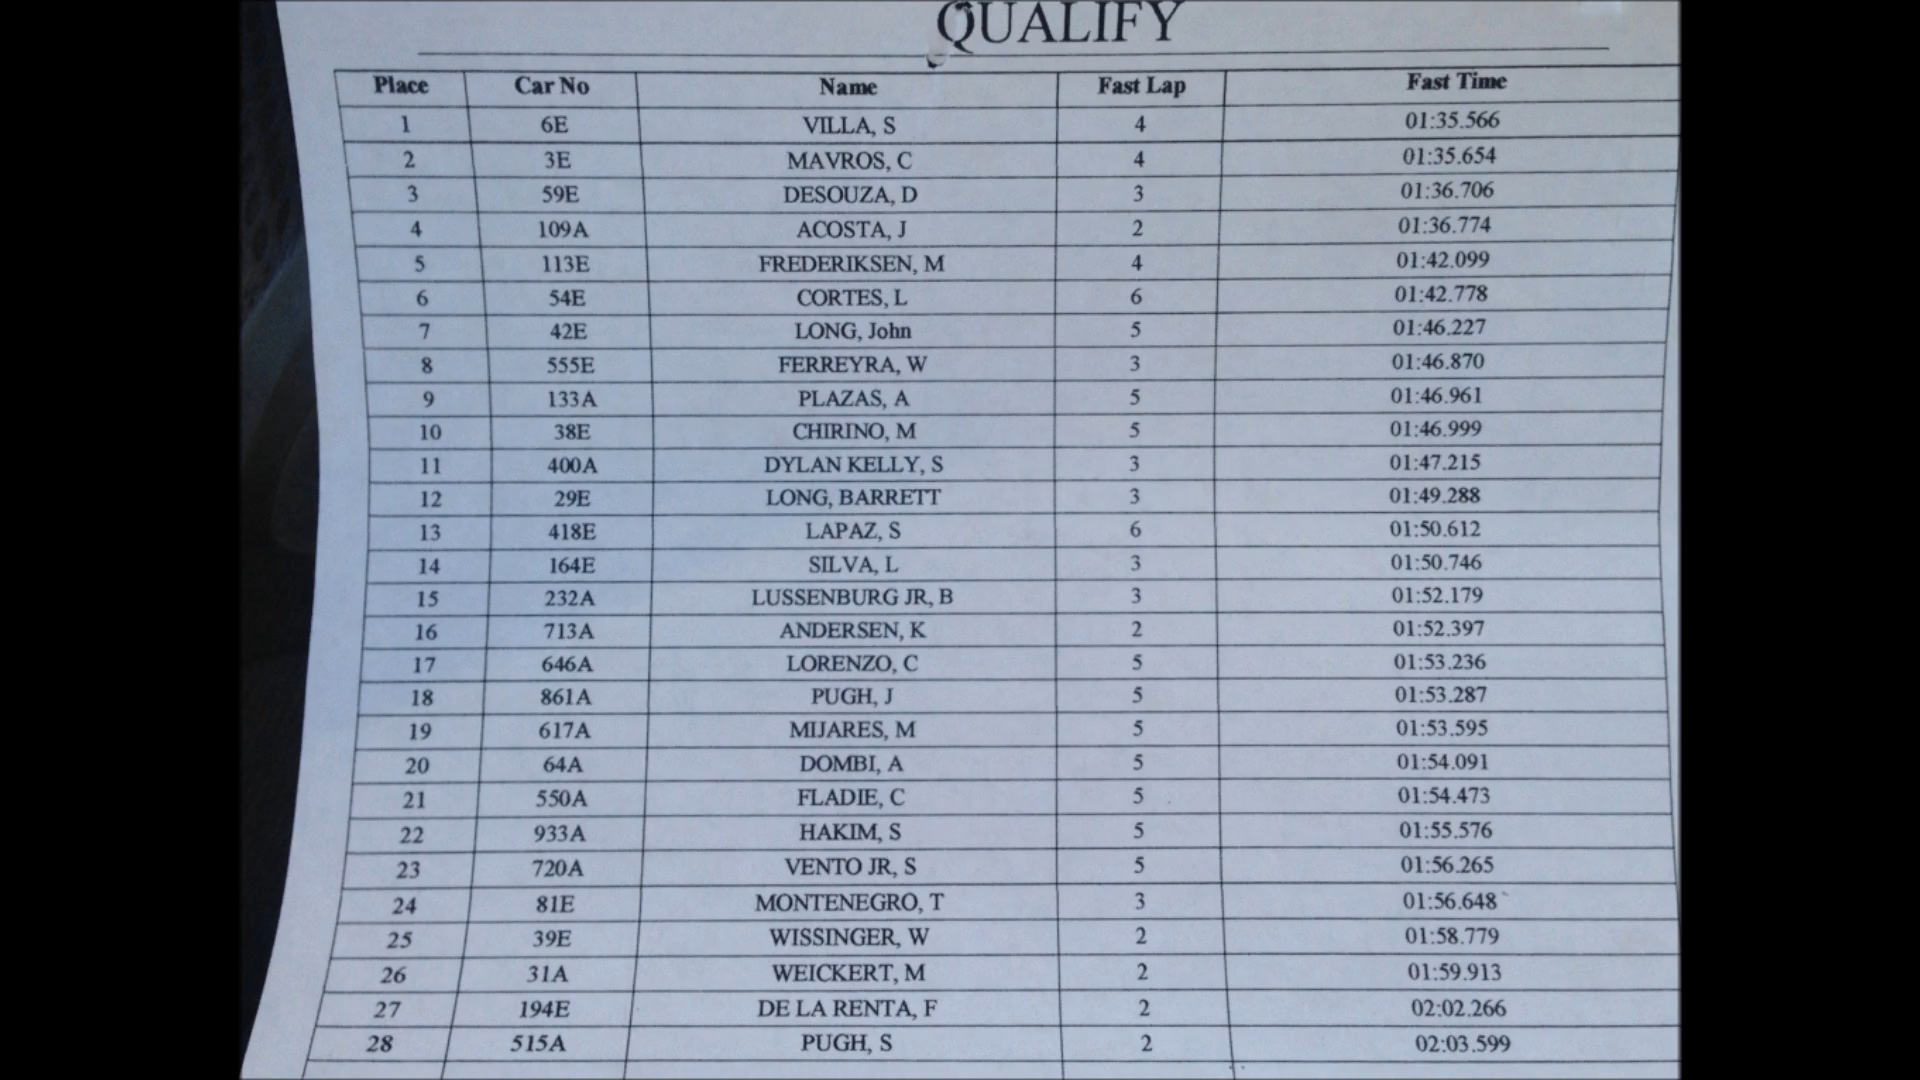 QUALIFY
Place Car No Name Fast Lap Fast Time
1 6E VILLA, S 4 01:35.566
2 3E MAVROS, C 4 01:35.654
3 59E DESOUZA, D 3 01:36.706
4 109A ACOSTA, J 2 01:36.774
5 113E FREDERIKSEN, M 4 01:42.099
6 54E CORTES, L 6 01:42.778
7 42E LONG, John 5 01:46.227
8 555E FERREYRA, W 3 01:46.870
9 133A PLAZAS, A 5 01:46.961
10 38E CHIRINO, M 5 01:46.999
11 400A DYLAN KELLY, S 3 01:47.215
12 29E LONG, BARRETT 3 01:49.288
13 418E LAPAZ, S 6 01:50.612
14 164E SILVA, L 3 01:50.746
15 232A LUSSENBURG JR, B 3 01:52.179
16 713A ANDERSEN, K 2 01:52.397
17 646A LORENZO, C 5 01:53.236
18 861A PUGH, J 5 01:53.287
19 617A MIJARES, M 5 01:53.595
20 64A DOMBI, A 5 01:54.091
21 550A FLADIE, C 5 01:54.473
22 933A HAKIM, S 5 01:55.576
23 720A VENTO JR, S 5 01:56.265
24 81E MONTENEGRO, T 3 01:56.648
25 39E WISSINGER, W 2 01:58.779
26 31A WEICKERT, M 2 01:59.913
27 194E DE LA RENTA, F 2 02:02.266
28 515A PUGH, S 2 02:03.599